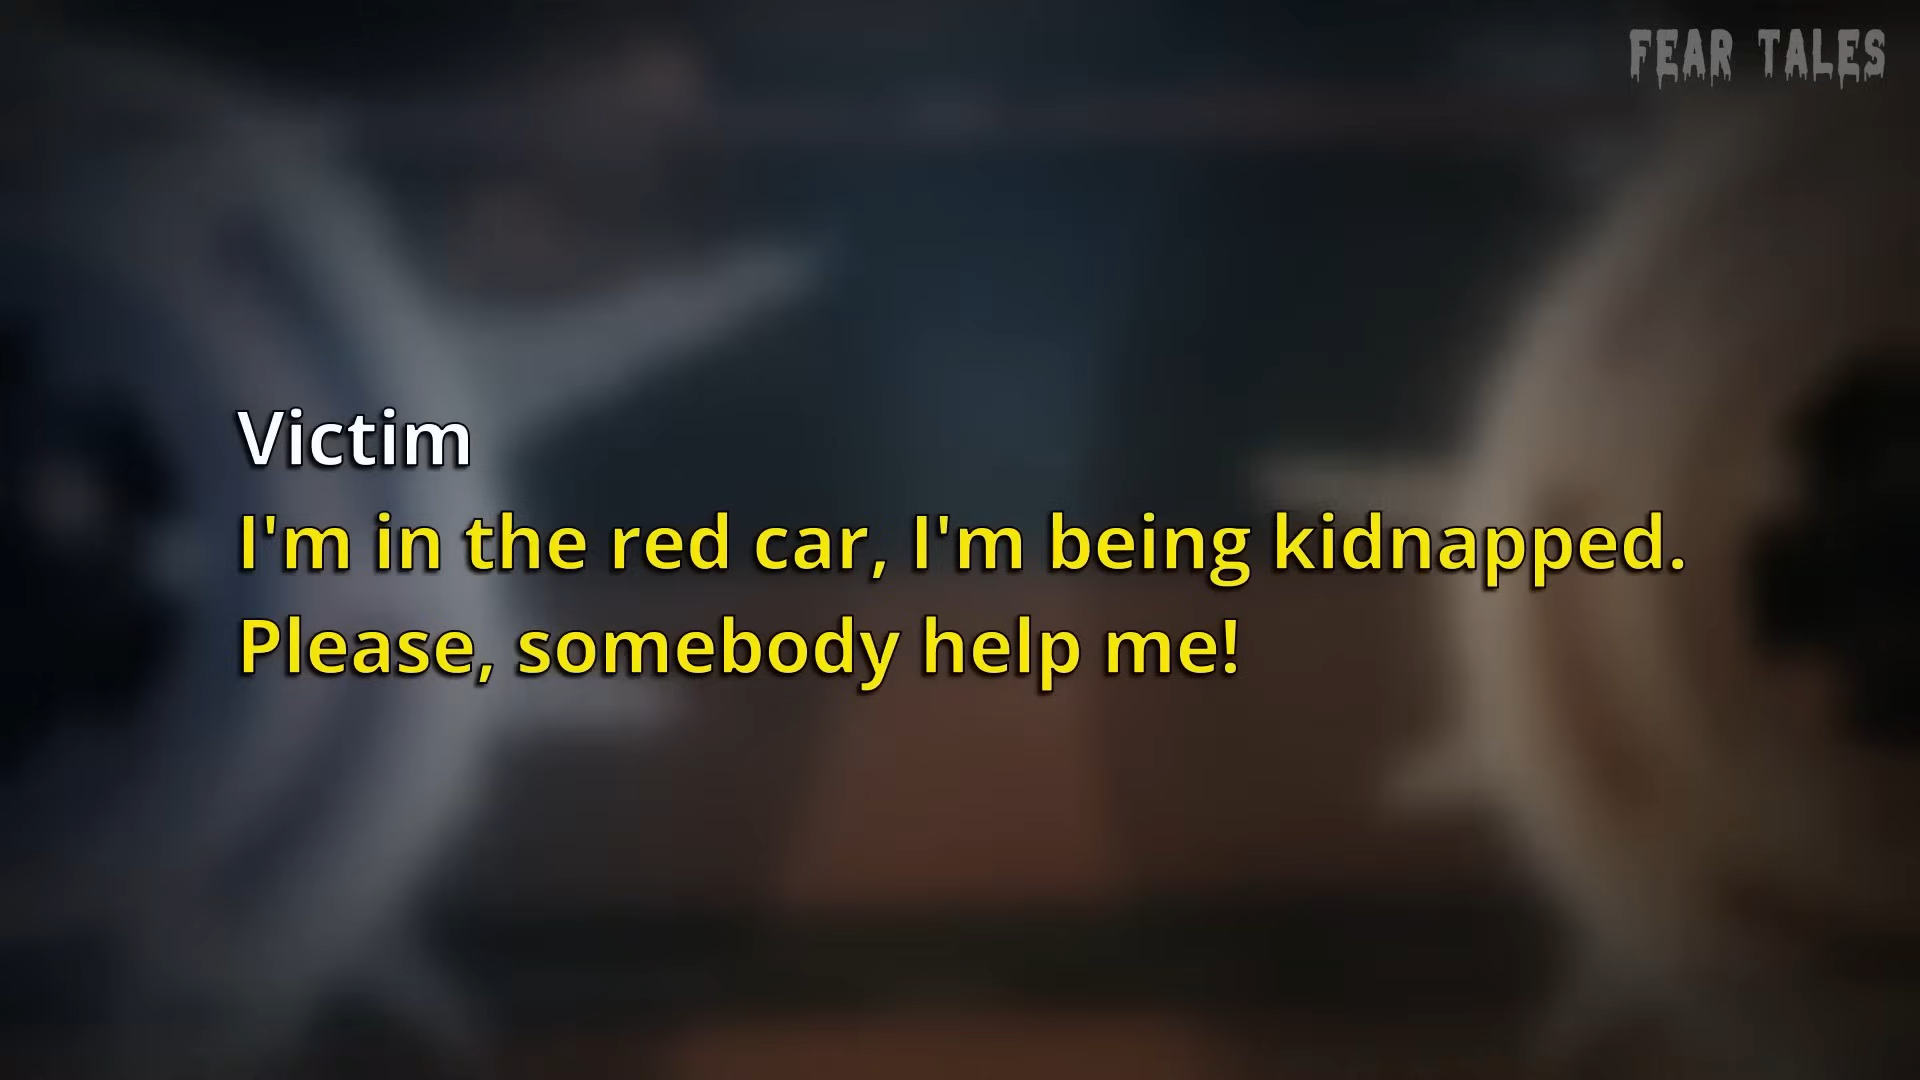 FEAR TALES
Victim
I'm in the red car, I'm being kidnapped.
Please, somebody help me!